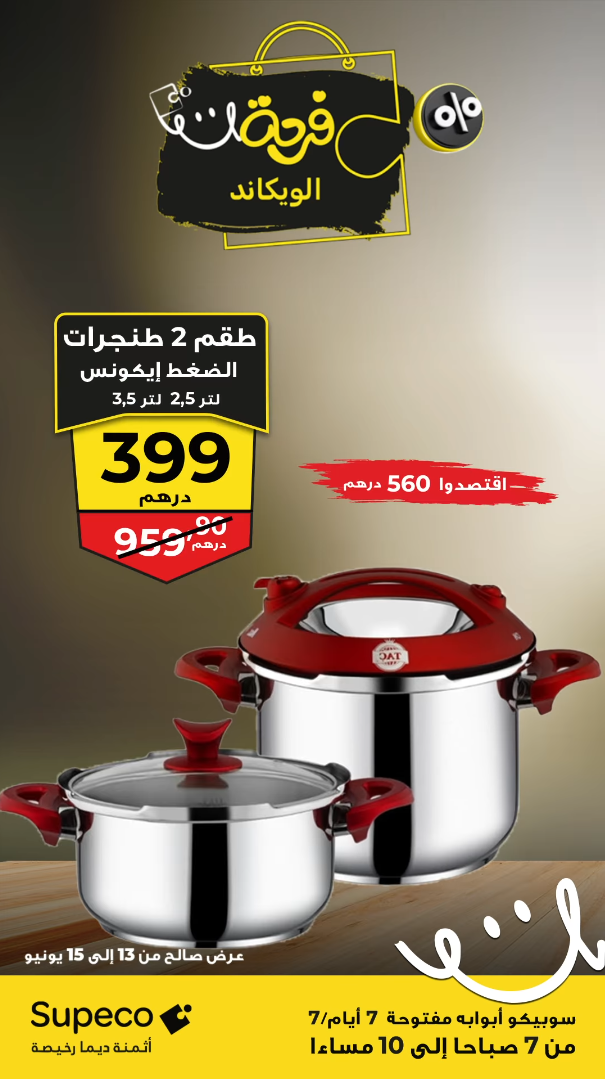 %
فرحة
الويكاند
طقم 2 طنجرات
الضغط إيكونس
2,5 لتر 3,5 لتر
399
درهم
959,90
درهم
اقتصدوا 560 درهم
TAC
عرض صالح من 13 إلى 15 يونيو
Supeco
أثمنة ديما رخيصة
سوبيكو أبوابه مفتوحة 7 أيام/7
من 7 صباحا إلى 10 مساءا